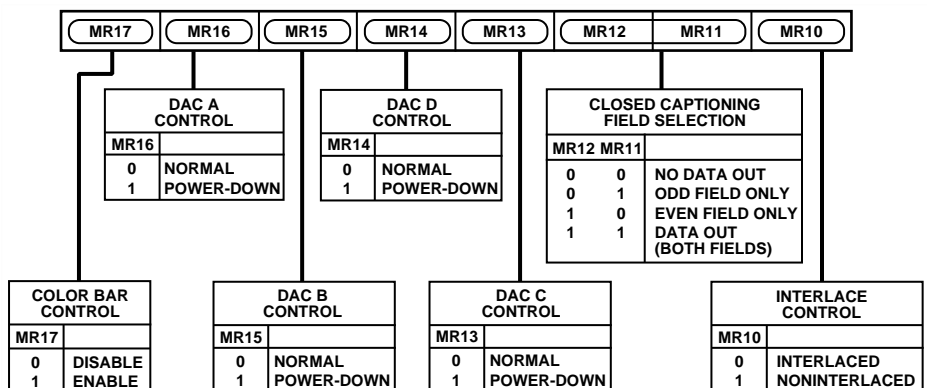 MR17 MR16 MR15 MR14 MR13 MR12 MR11 MR10
DAC A
CONTROL
MR16
0 NORMAL
1 POWER-DOWN
DAC D
CONTROL
MR14
0 NORMAL
1 POWER-DOWN
CLOSED CAPTIONING
FIELD SELECTION
MR12 MR11
0 0 NO DATA OUT
0 1 ODD FIELD ONLY
1 0 EVEN FIELD ONLY
1 1 DATA OUT
(BOTH FIELDS)
COLOR BAR
CONTROL
MR17
0 DISABLE
1 ENABLE
DAC B
CONTROL
MR15
0 NORMAL
1 POWER-DOWN
DAC C
CONTROL
MR13
0 NORMAL
1 POWER-DOWN
INTERLACE
CONTROL
MR10
0 INTERLACED
1 NONINTERLACED